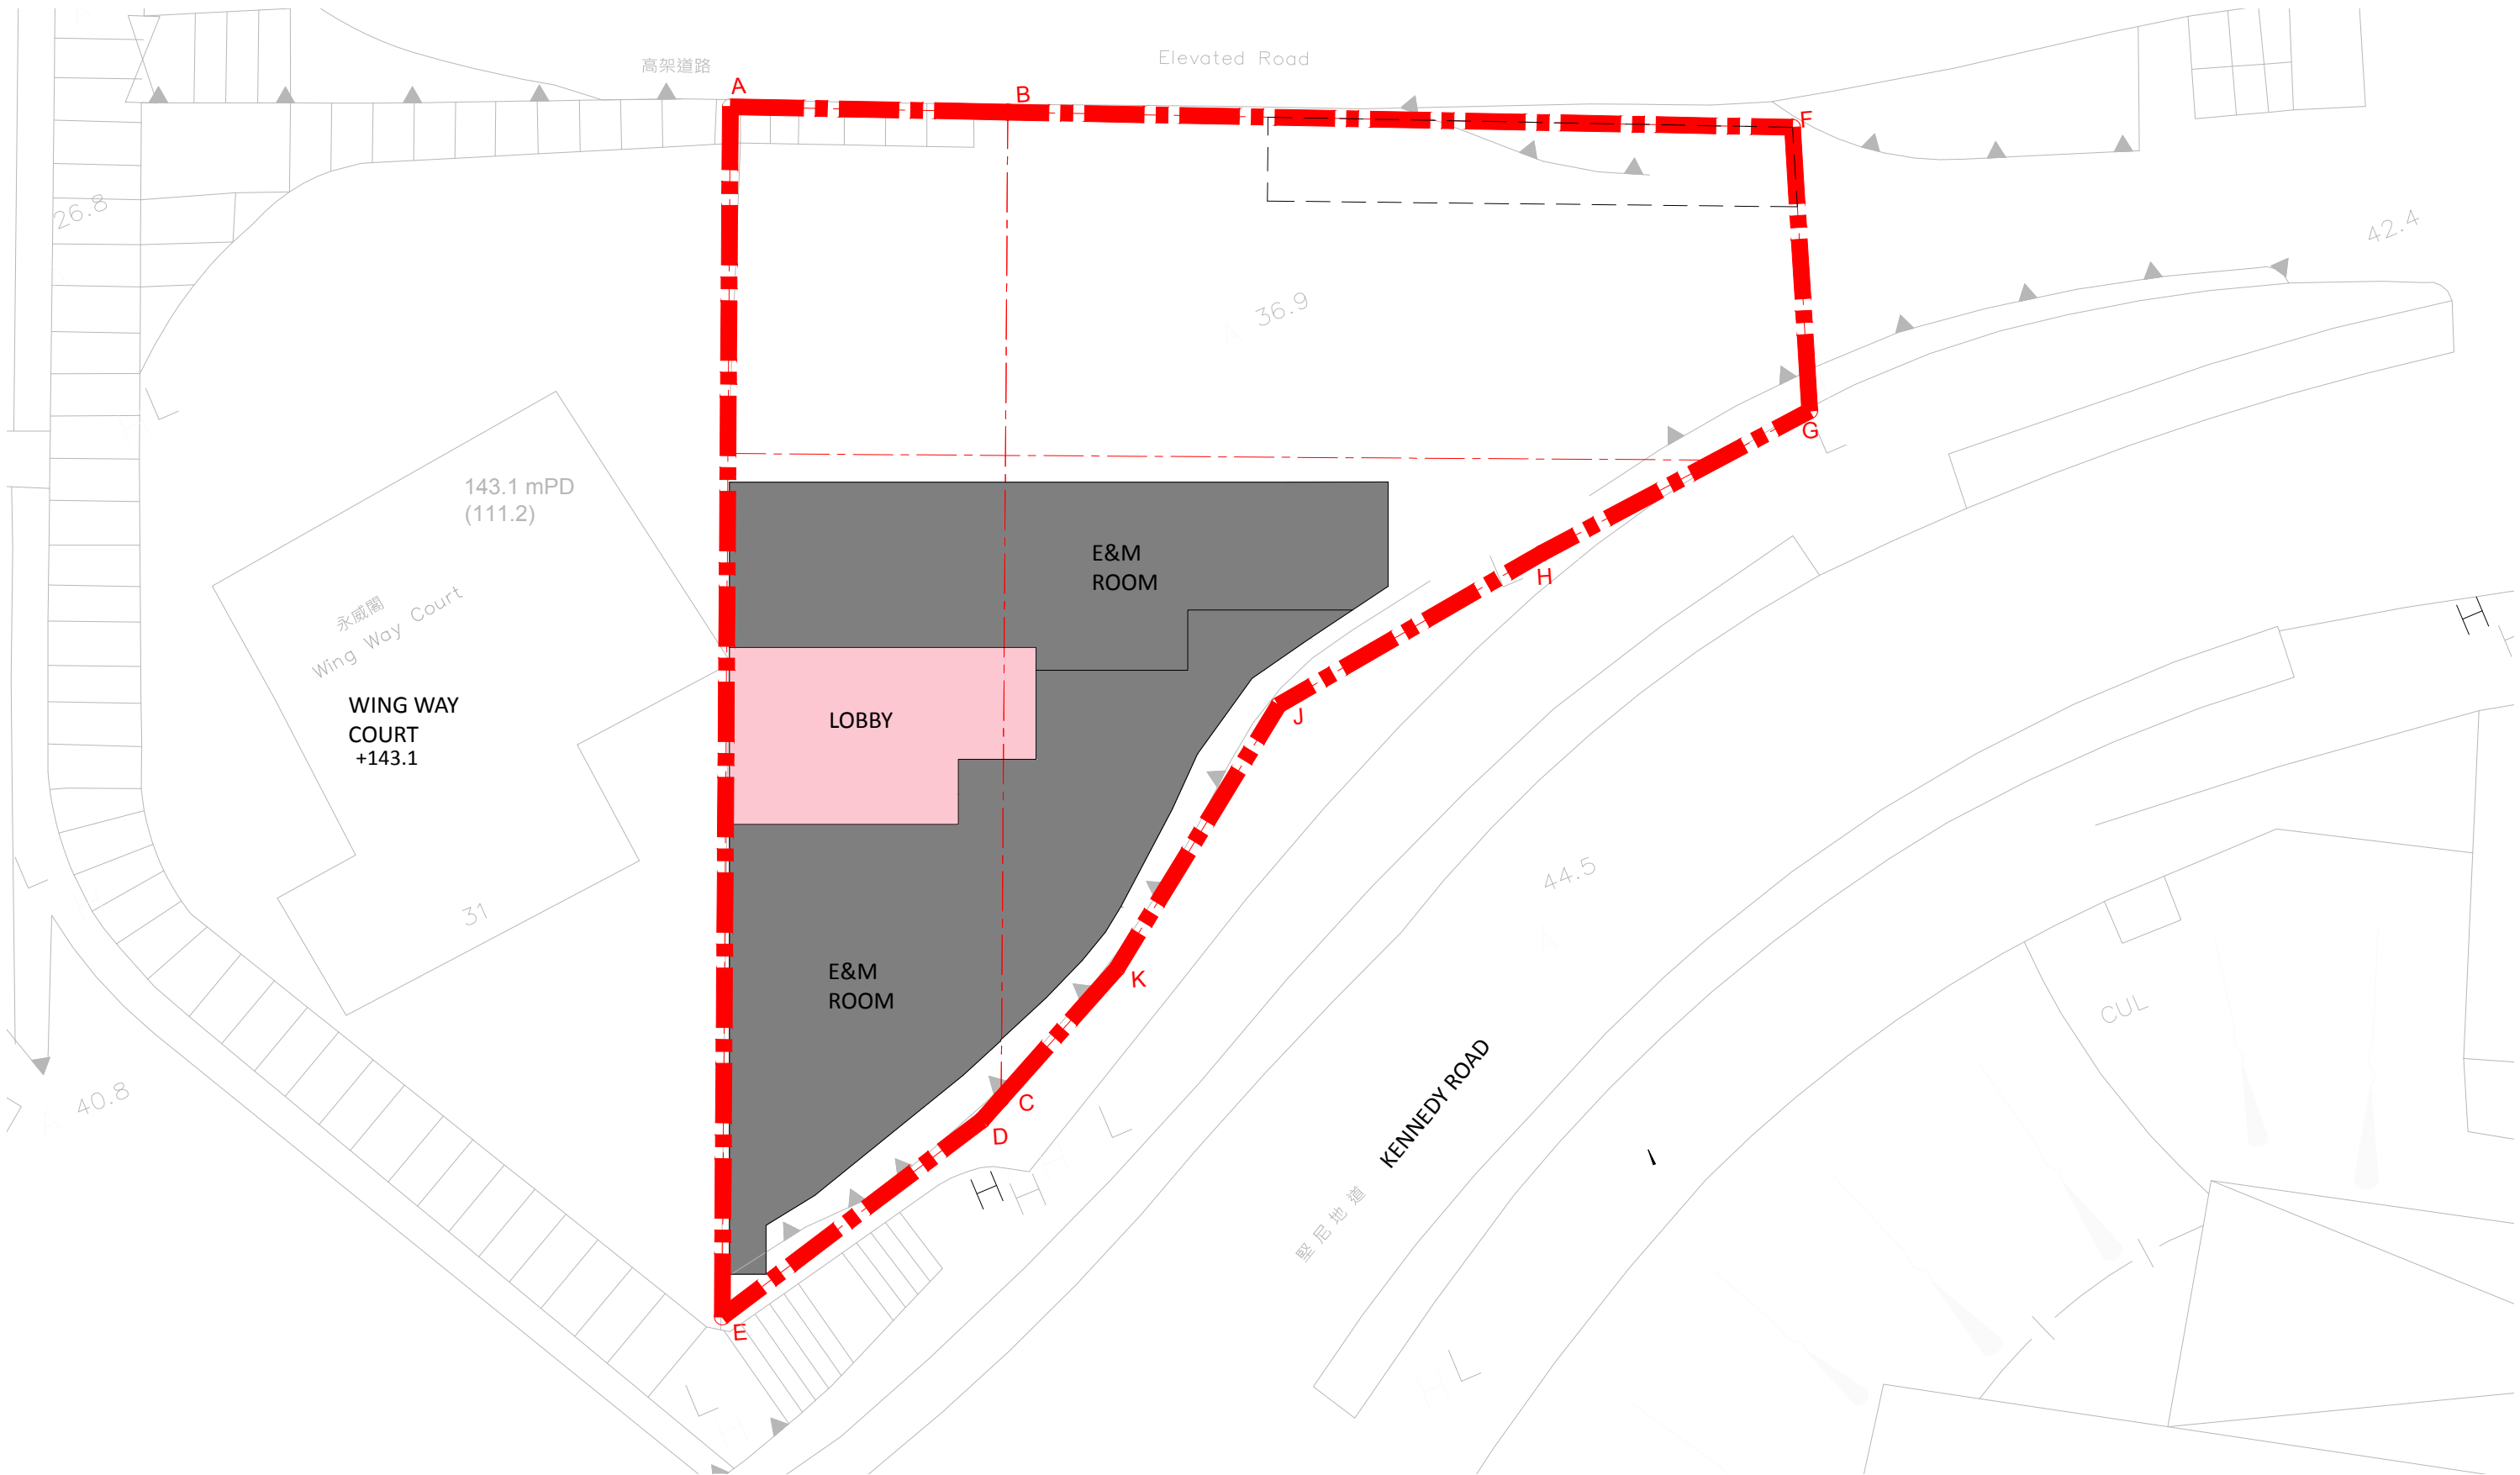 高架道路
Elevated Road
A
B
F
26.8
42.4
36.9
G
143.1 mPD
(111.2)
E&M
ROOM
H
永威閣
Wing Way Court
WING WAY
COURT
+143.1
LOBBY
J
44.5
31
E&M
ROOM
K
CUL
40.8
C
D
KENNEDY ROAD
堅尼地道
E